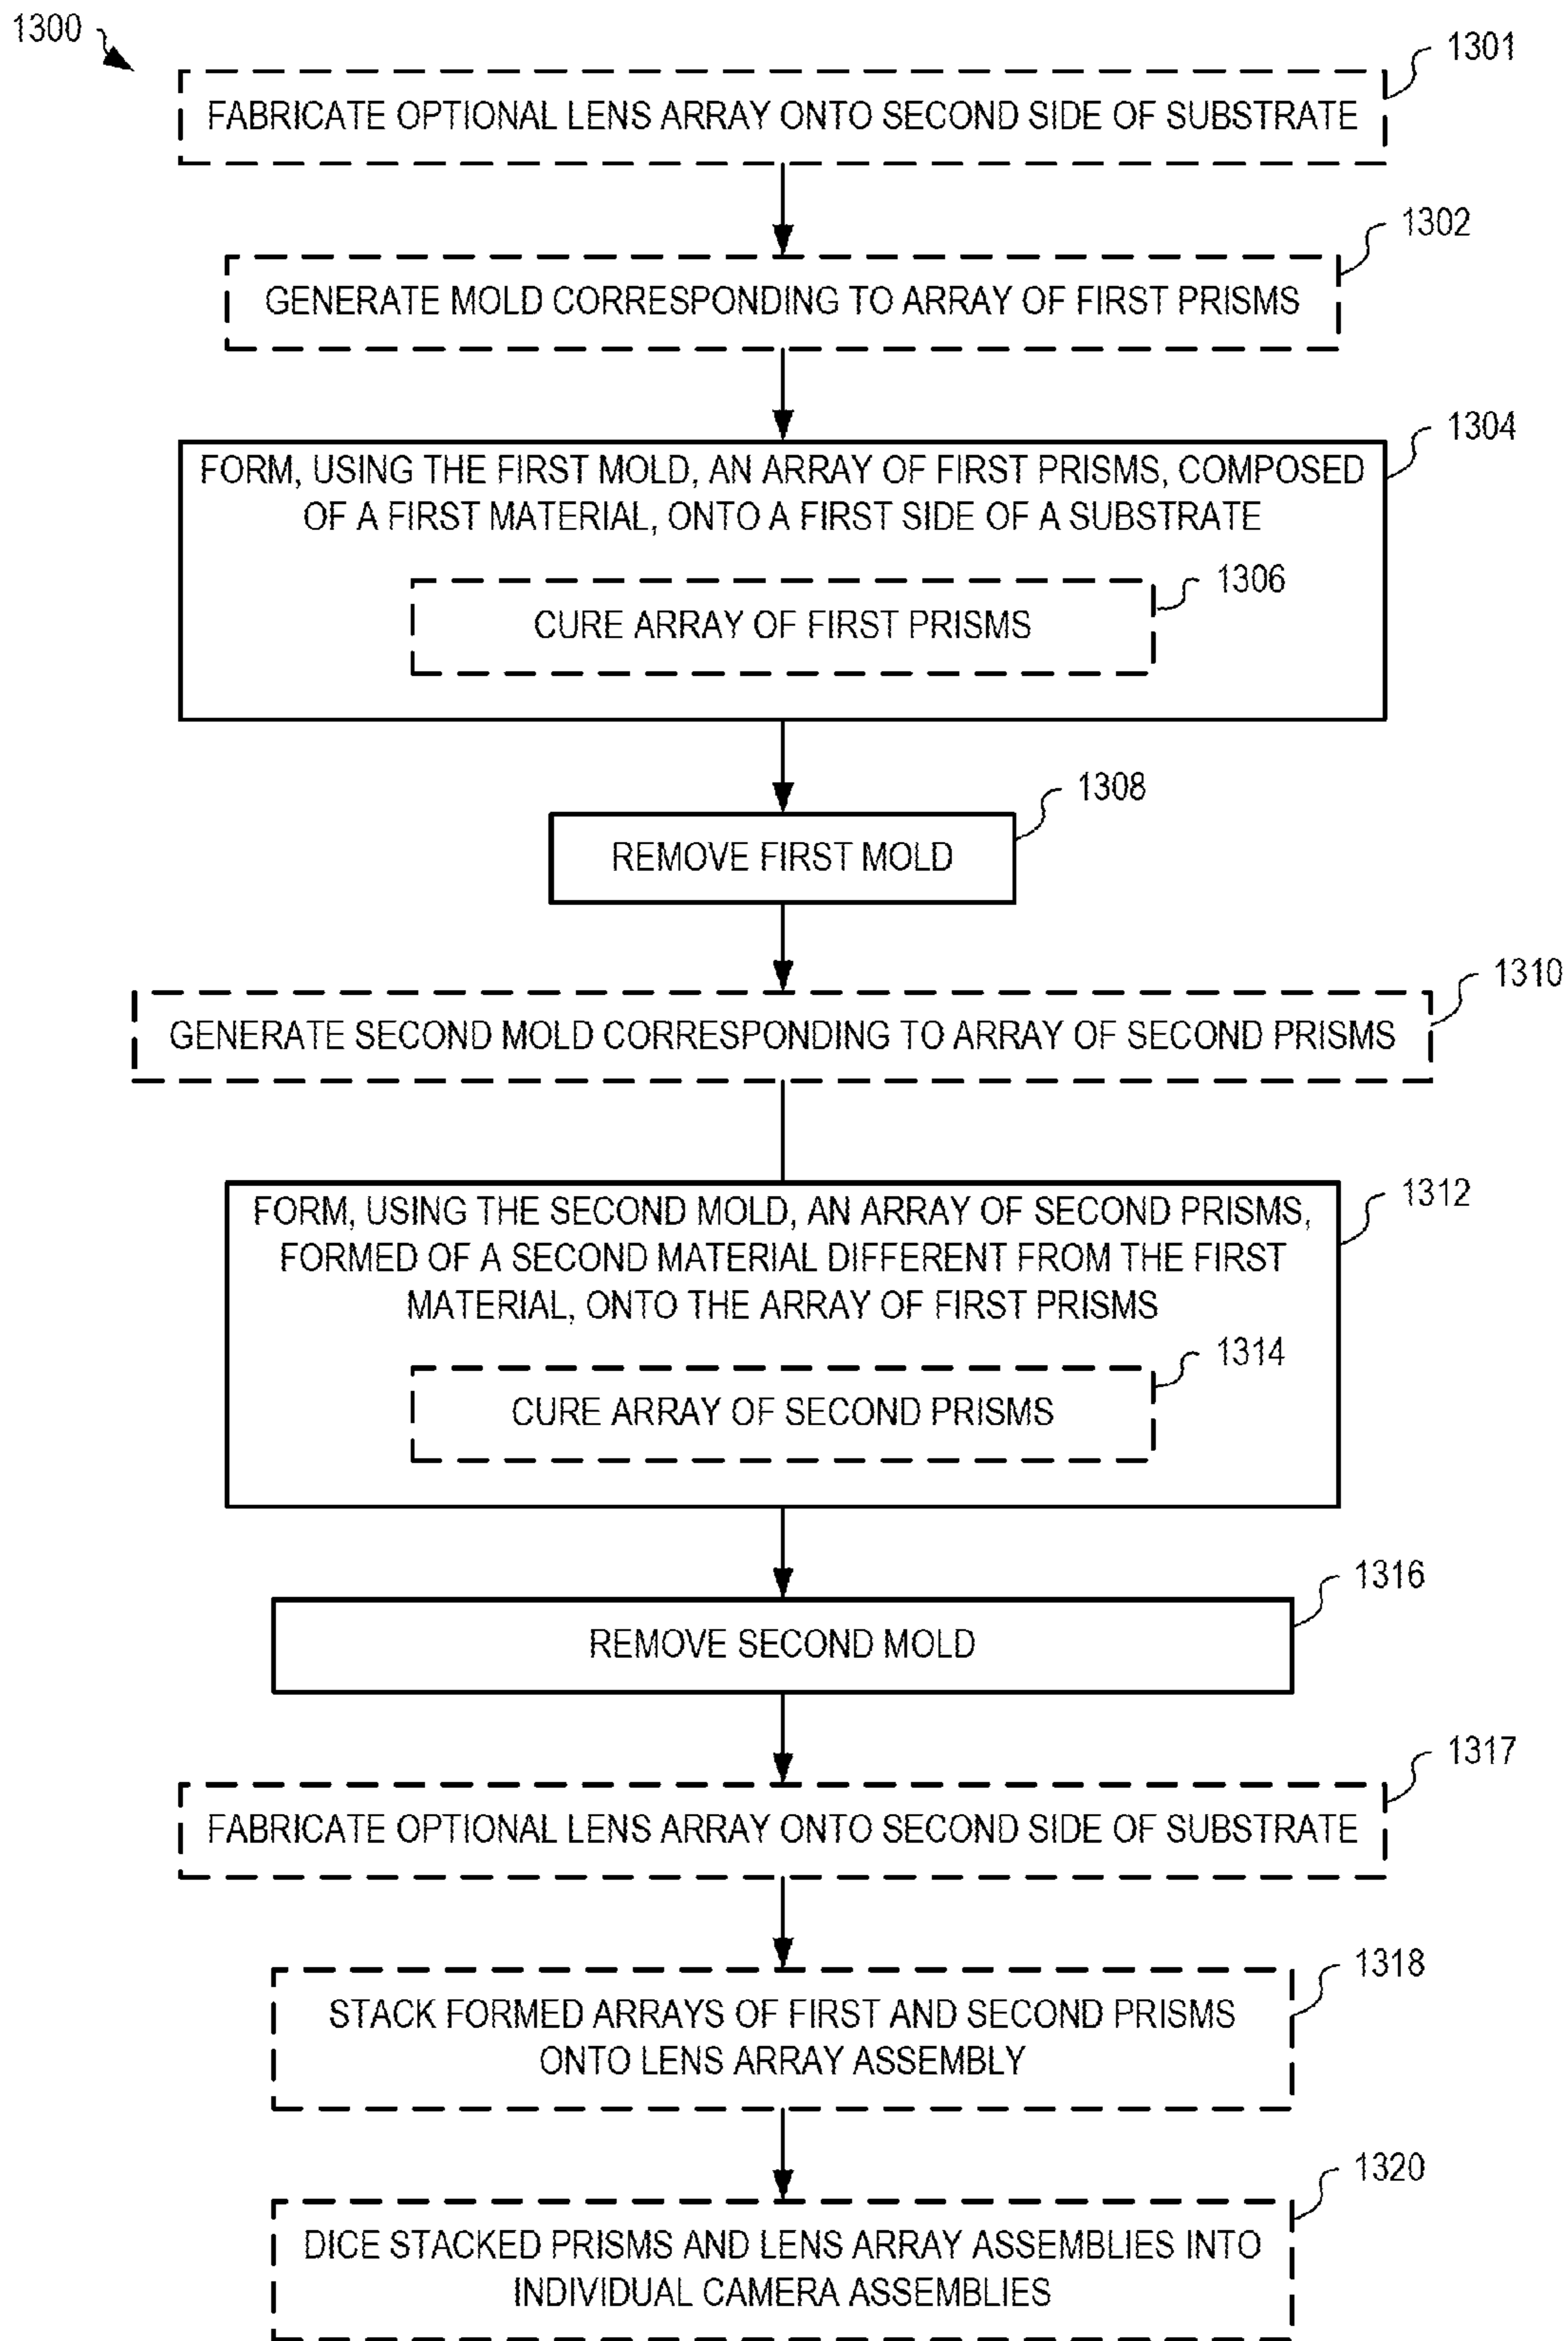 1300
1301
FABRICATE OPTIONAL LENS ARRAY ONTO SECOND SIDE OF SUBSTRATE
1302
GENERATE MOLD CORRESPONDING TO ARRAY OF FIRST PRISMS
1304
FORM, USING THE FIRST MOLD, AN ARRAY OF FIRST PRISMS, COMPOSED
OF A FIRST MATERIAL, ONTO A FIRST SIDE OF A SUBSTRATE
1306
CURE ARRAY OF FIRST PRISMS
1308
REMOVE FIRST MOLD
1310
GENERATE SECOND MOLD CORRESPONDING TO ARRAY OF SECOND PRISMS
1312
FORM, USING THE SECOND MOLD, AN ARRAY OF SECOND PRISMS,
FORMED OF A SECOND MATERIAL DIFFERENT FROM THE FIRST
MATERIAL, ONTO THE ARRAY OF FIRST PRISMS
1314
CURE ARRAY OF SECOND PRISMS
1316
REMOVE SECOND MOLD
1317
FABRICATE OPTIONAL LENS ARRAY ONTO SECOND SIDE OF SUBSTRATE
1318
STACK FORMED ARRAYS OF FIRST AND SECOND PRISMS
ONTO LENS ARRAY ASSEMBLY
1320
DICE STACKED PRISMS AND LENS ARRAY ASSEMBLIES INTO
INDIVIDUAL CAMERA ASSEMBLIES